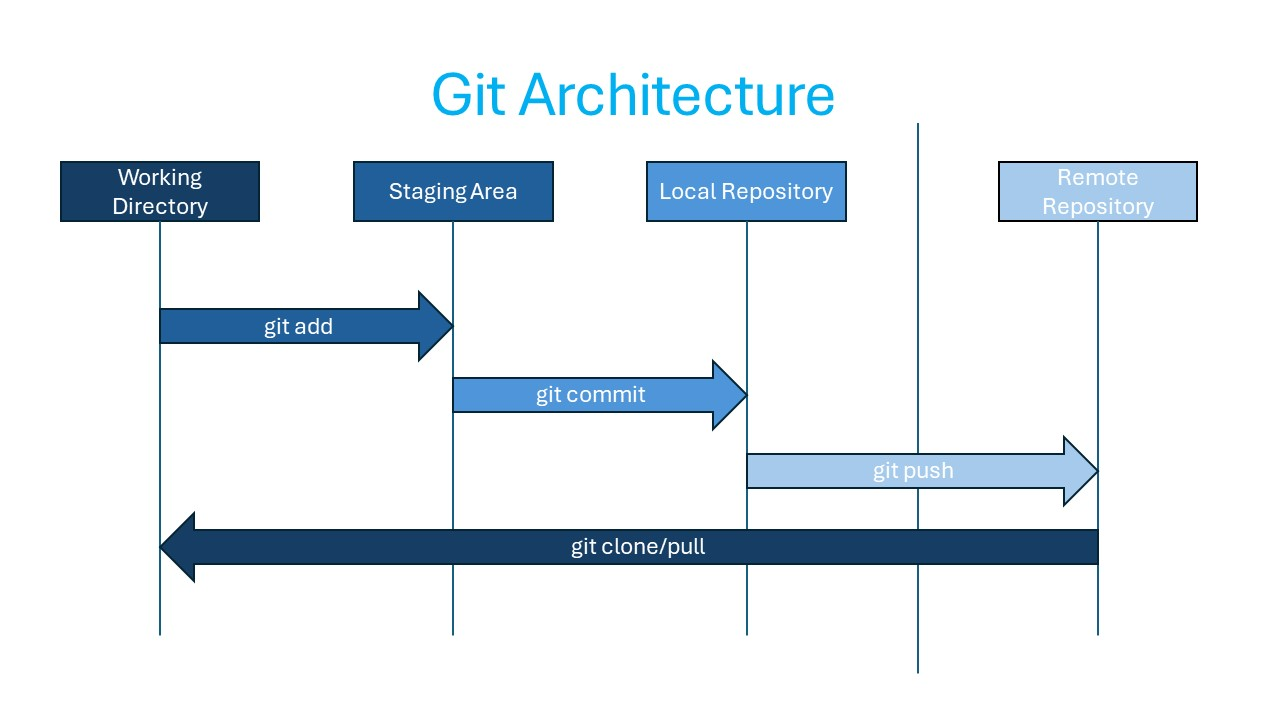 Git Architecture
Working
Directory
Staging Area
Local Repository
Remote
Repository
git add
git commit
git push
git clone/pull